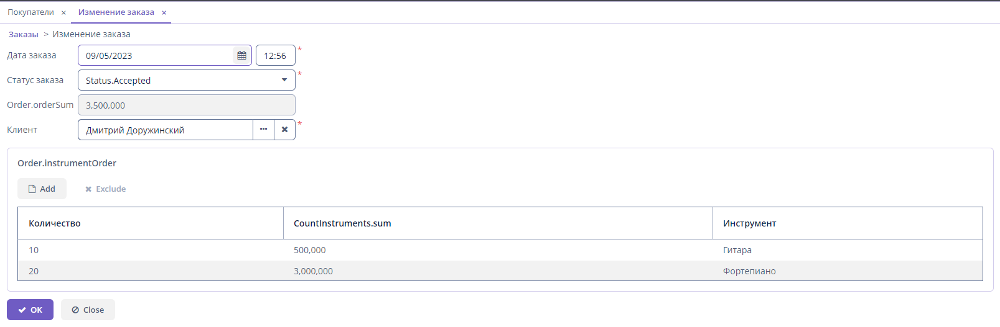 Покупатели × Изменение заказа ×
Заказы > Изменение заказа
Дата заказа 09/05/2023 12:56 *
Статус заказа Status.Accepted *
Order.orderSum 3,500,000
Клиент Дмитрий Доружинский *
Order.instrumentOrder
Add Exclude
Количество CountInstruments.sum Инструмент
10 500,000 Гитара
20 3,000,000 Фортепиано
OK Close